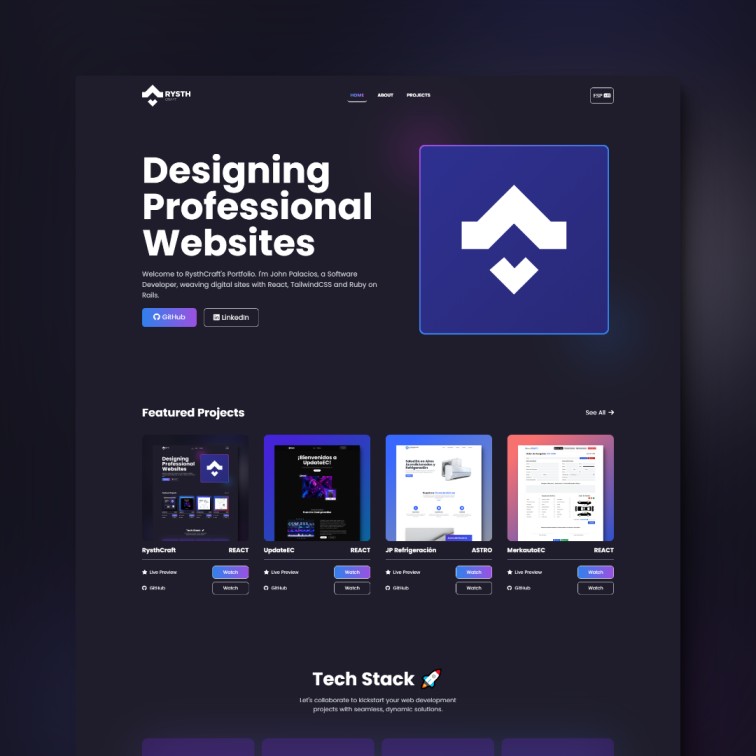 RYSTH
HOME ABOUT PROJECTS
ESP
Designing
Professional
Websites
Welcome to RysthCraft's Portfolio. I'm John Palacios, a Software
Developer, weaving digital sites with React, TailwindCSS and Ruby on
Rails.
GitHub LinkedIn
Featured Projects
See All →
Designing
Professional
Websites
¡Bienvenidos a
UpdateEC!
RysthCraft REACT
UpdateEC REACT
JP Refrigeración ASTRO
MerkautoEC REACT
Live Preview Watch
Live Preview Watch
Live Preview Watch
Live Preview Watch
GitHub Watch
GitHub Watch
GitHub Watch
GitHub Watch
Tech Stack 🚀
Let's collaborate to kickstart your web development
projects with seamless, dynamic solutions.